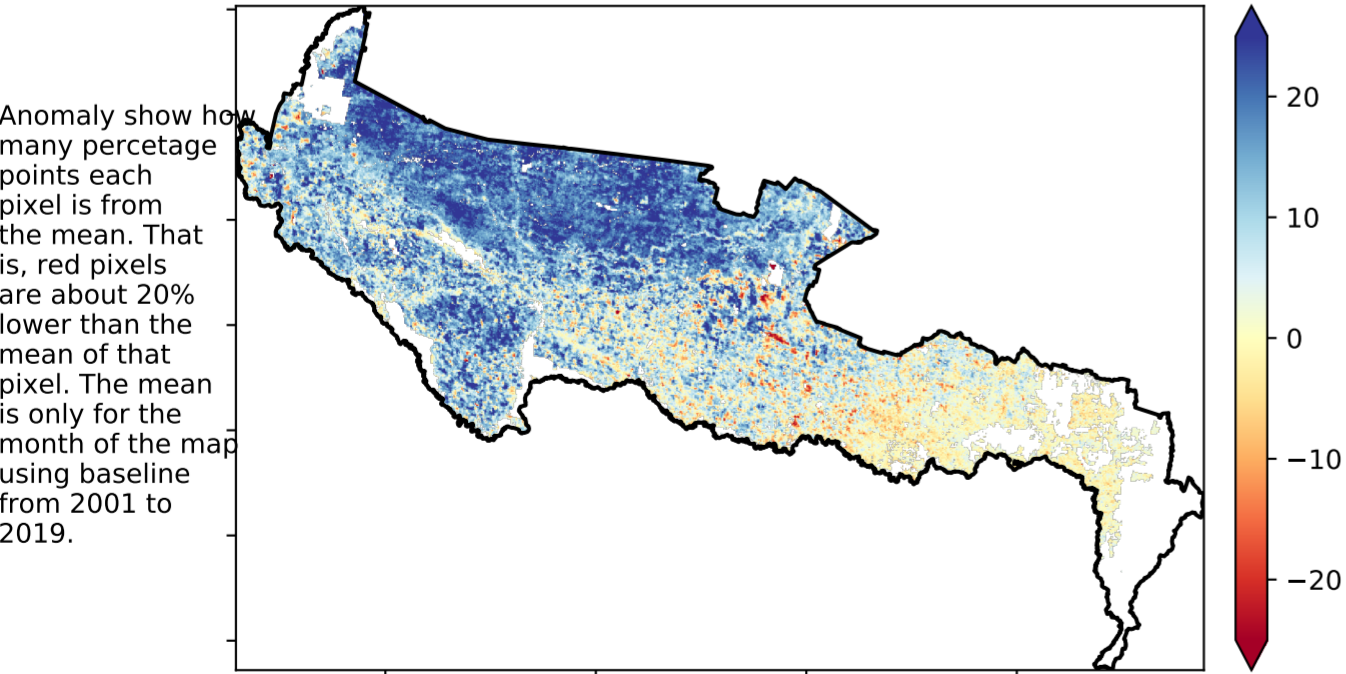 Anomaly show how
many percetage
points each
pixel is from
the mean. That
is, red pixels
are about 20%
lower than the
mean of that
pixel. The mean
is only for the
month of the map
using baseline
from 2001 to
2019.
20
10
0
−10
−20